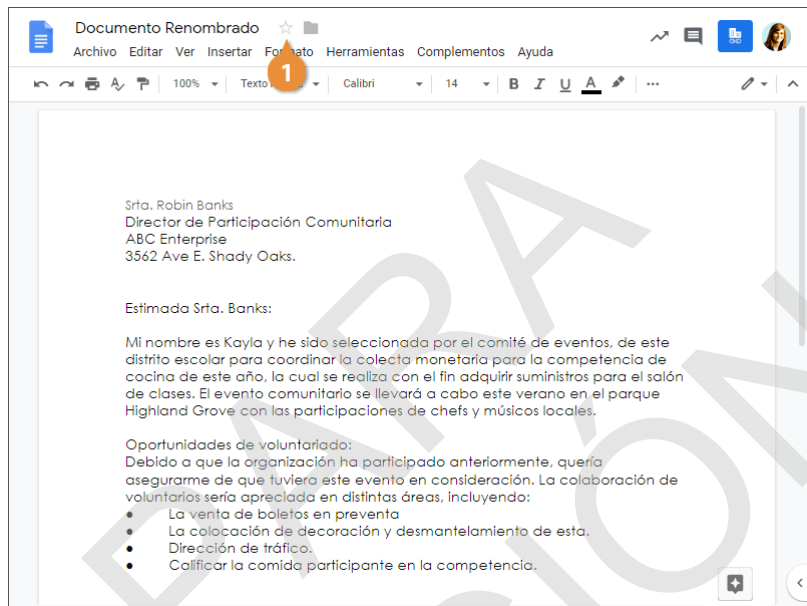 Documento Renombrado
Archivo Editar Ver Insertar Formato Herramientas Complementos Ayuda
1
100% Texto Calibri 14 B I U A
Srta. Robin Banks
Director de Participación Comunitaria
ABC Enterprise
3562 Ave E. Shady Oaks.
Estimada Srta. Banks:
Mi nombre es Kayla y he sido seleccionada por el comité de eventos, de este
distrito escolar para coordinar la colecta monetaria para la competencia de
cocina de este año, la cual se realiza con el fin adquirir suministros para el salón
de clases. El evento comunitario se llevará a cabo este verano en el parque
Highland Grove con las participaciones de chefs y músicos locales.
Oportunidades de voluntariado:
Debido a que la organización ha participado anteriormente, quería
asegurarme de que tuviera este evento en consideración. La colaboración de
voluntarios sería apreciada en distintas áreas, incluyendo:
● La venta de boletos en preventa
● La colocación de decoración y desmantelamiento de esta.
● Dirección de tráfico.
● Calificar la comida participante en la competencia.
PARA